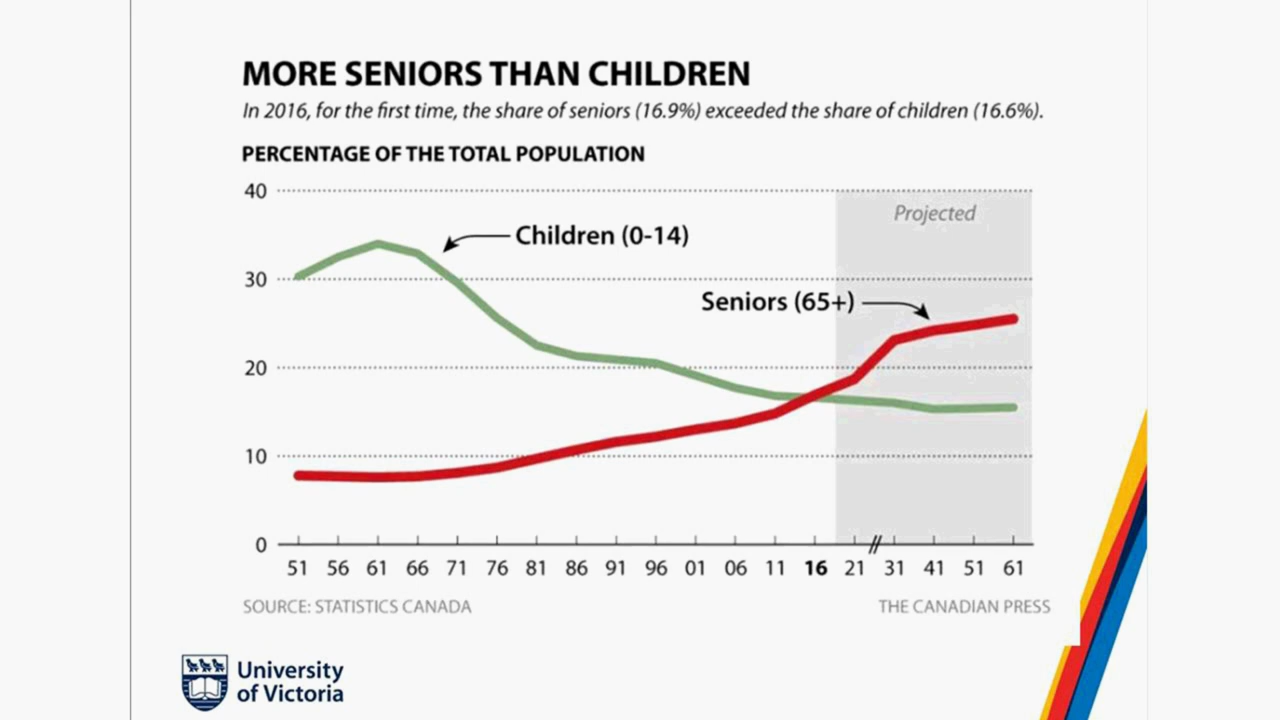 MORE SENIORS THAN CHILDREN
In 2016, for the first time, the share of seniors (16.9%) exceeded the share of children (16.6%).
PERCENTAGE OF THE TOTAL POPULATION
40
Projected
Children (0-14)
30
Seniors (65+)
20
10
0
51 56 61 66 71 76 81 86 91 96 01 06 11 16 21 31 41 51 61
SOURCE: STATISTICS CANADA THE CANADIAN PRESS
University
of Victoria